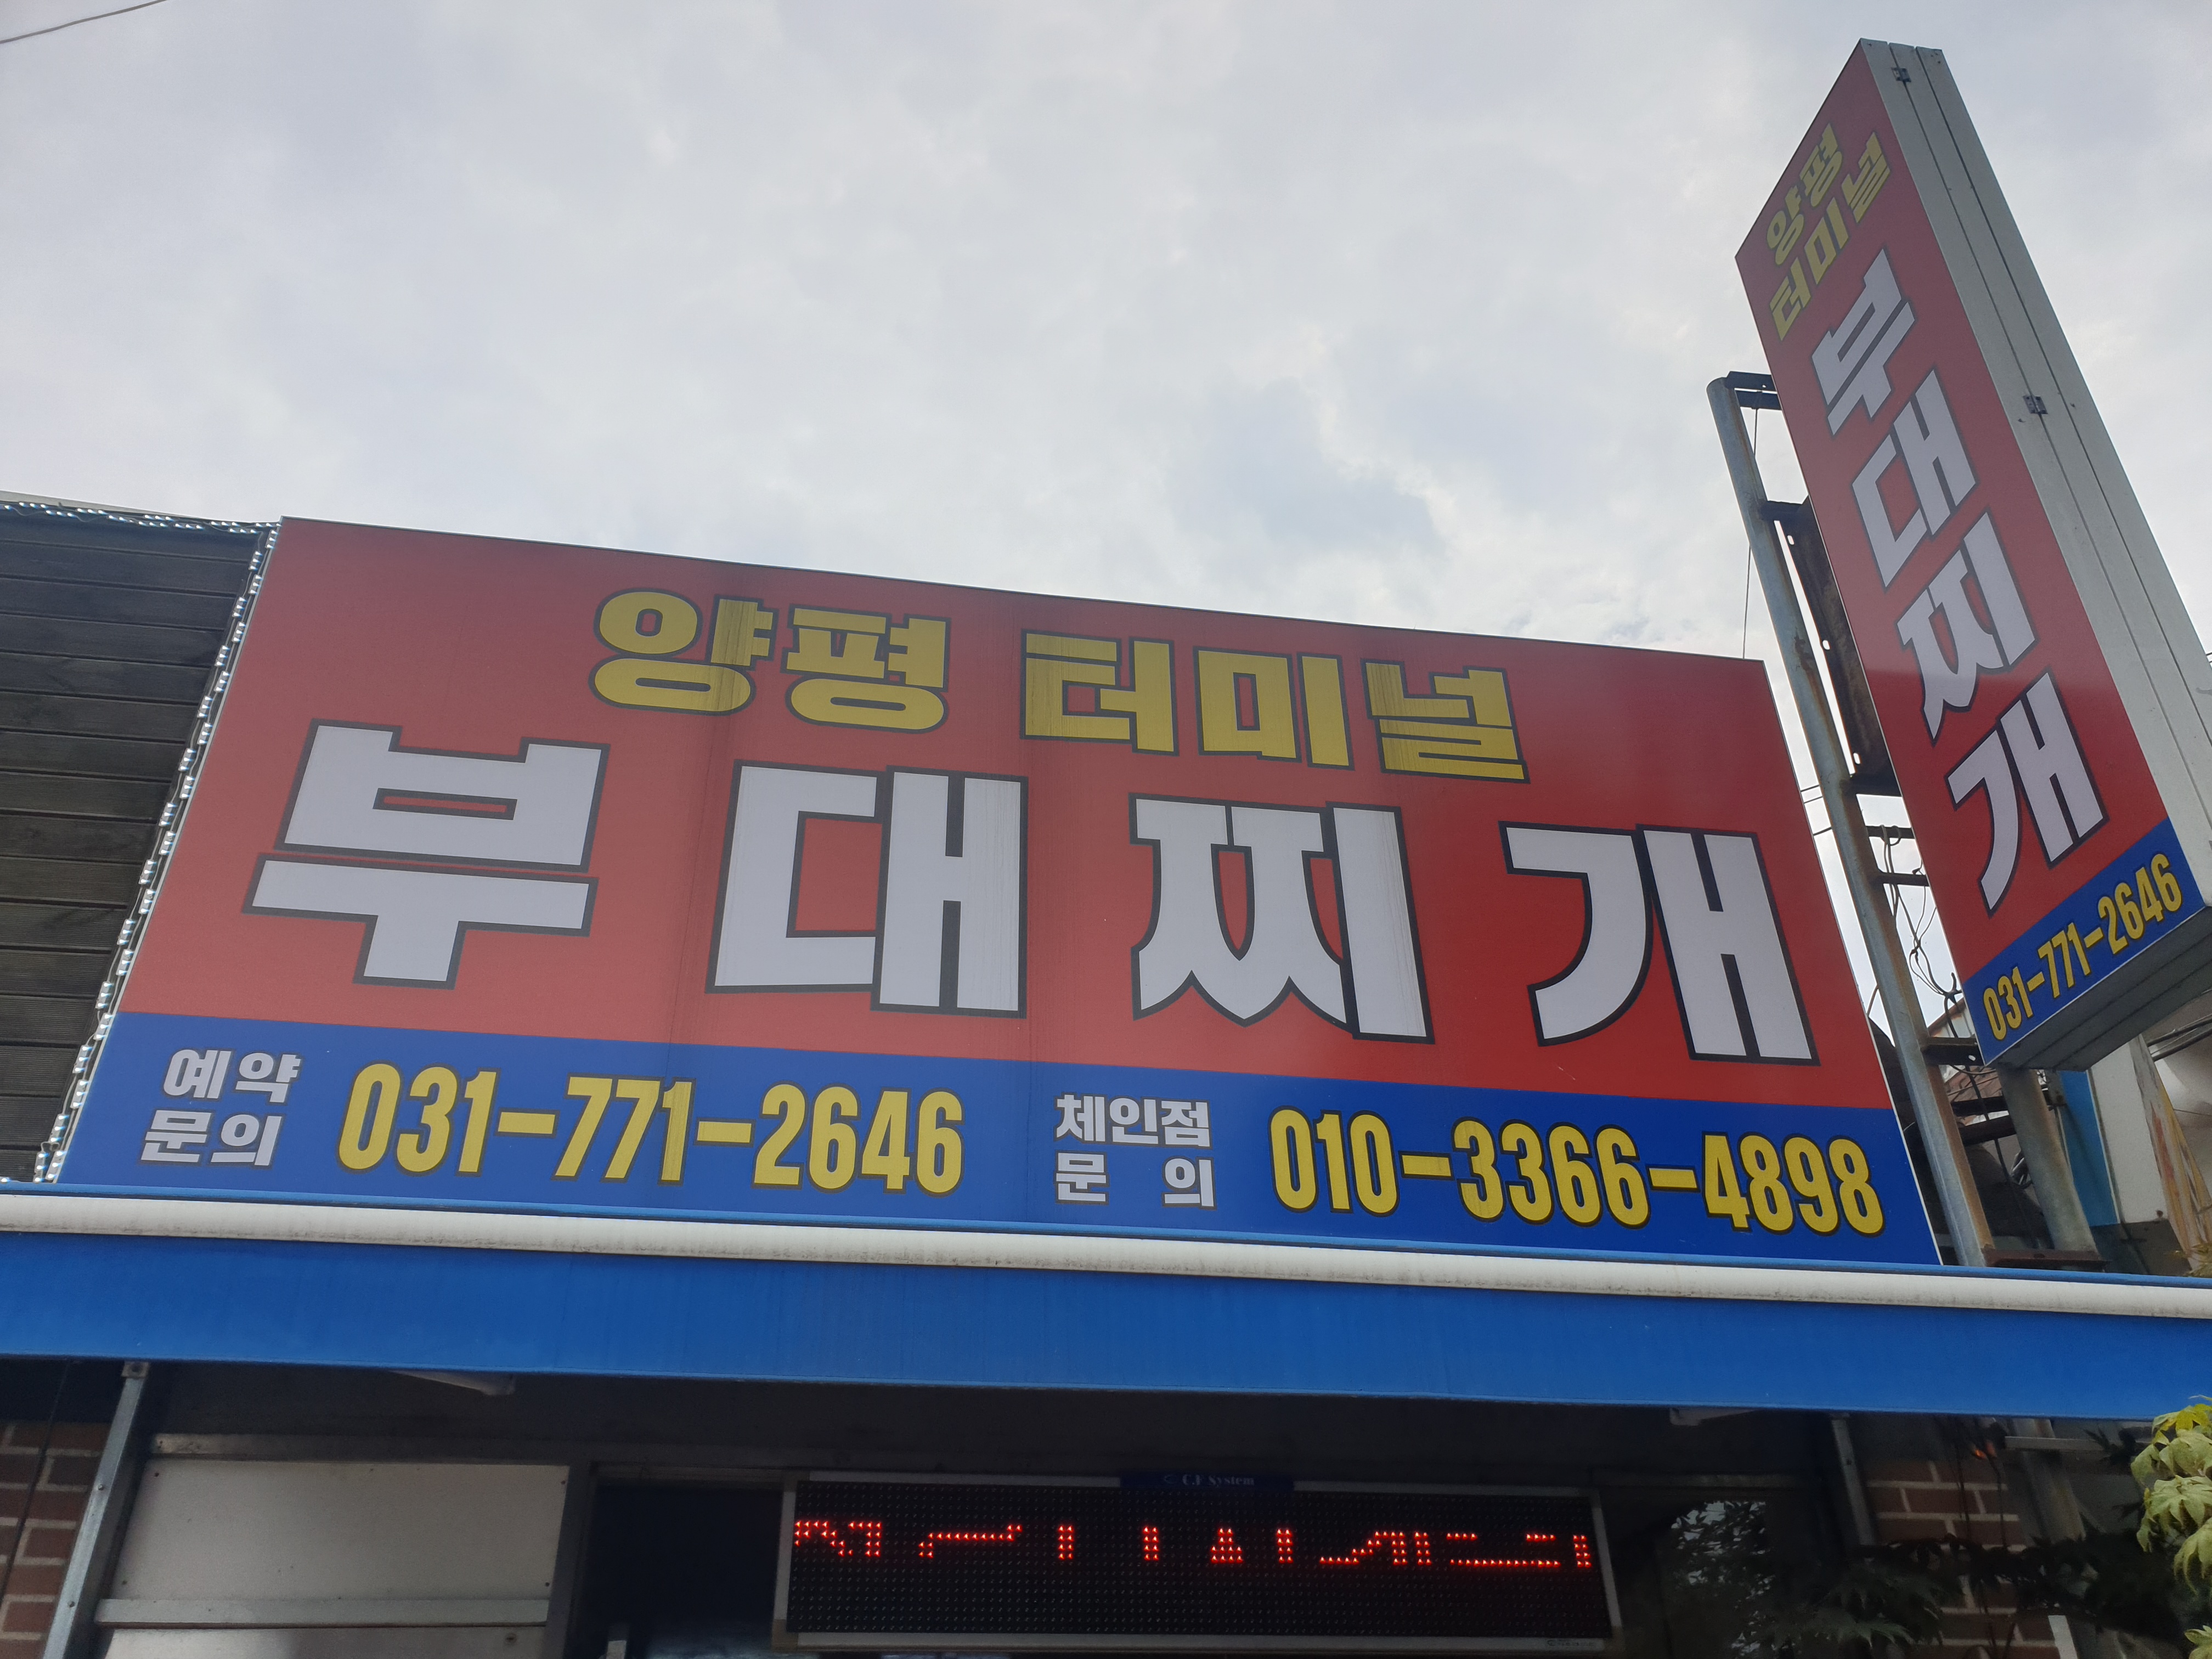 양평 터미널
부대찌개
예약
문의
031-771-2646
체인점
문 의
010-3366-4898
양평
터미널
부대찌개
031-771-2646
C.F System